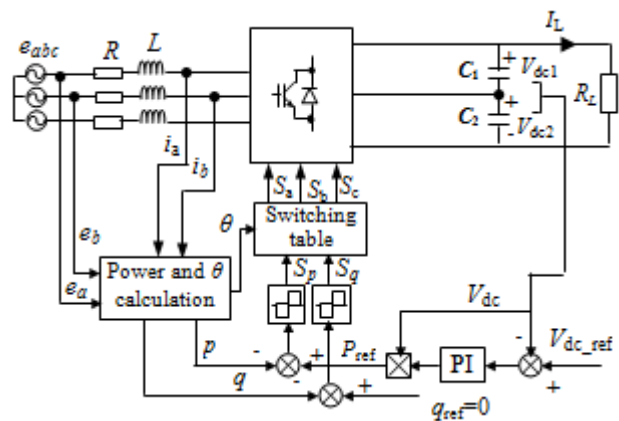 e_abc
R
L
I_L
C_1
+
V_dc1
R_L
C_2
+
-
V_dc2
i_a
i_b
S_a
S_b
S_c
θ
Switching
table
e_b
e_a
Power and θ
calculation
S_p
S_q
V_dc
p
-
+
P_ref
PI
-
V_dc_ref
+
q
-
+
q_ref=0